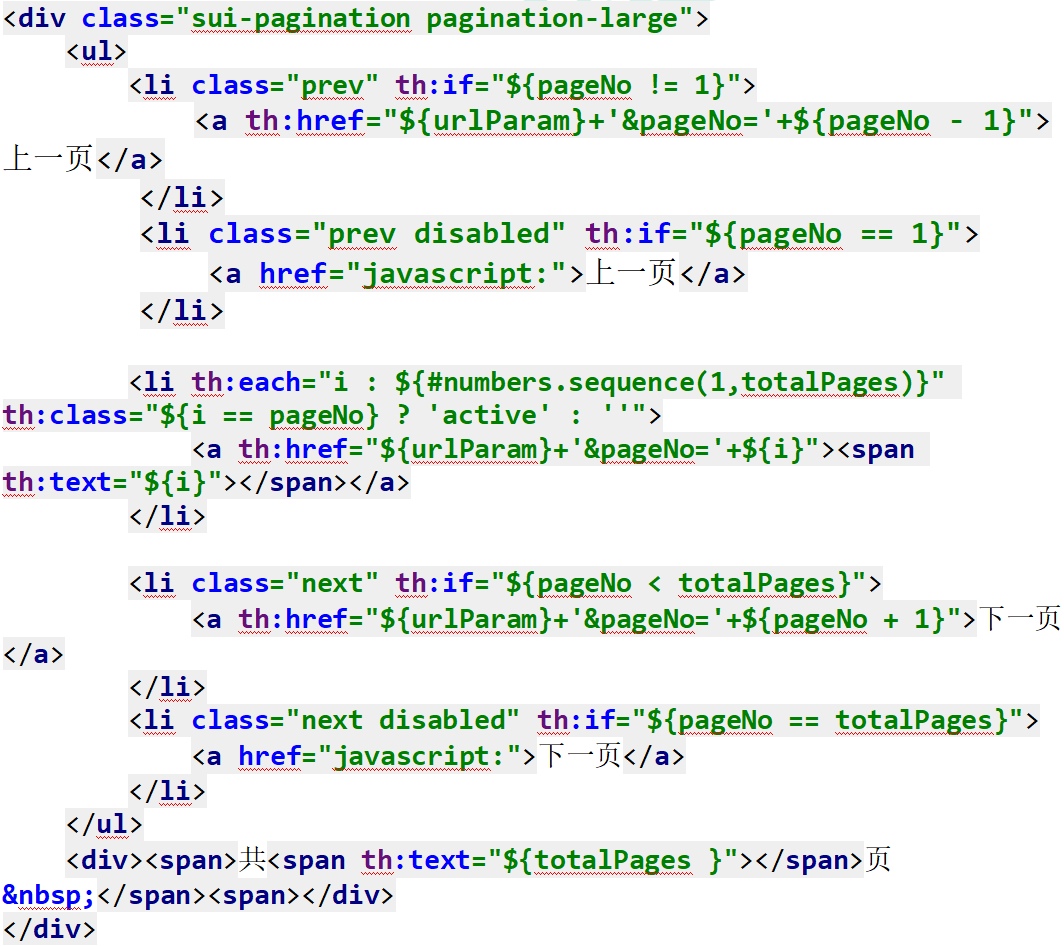 <div class="sui-pagination pagination-large">
<ul>
<li class="prev" th:if="${pageNo != 1}">
<a th:href="${urlParam}+'&pageNo='+${pageNo - 1}">
上一页</a>
</li>
<li class="prev disabled" th:if="${pageNo == 1}">
<a href="javascript:">上一页</a>
</li>
<li th:each="i : ${#numbers.sequence(1,totalPages)}"
th:class="${i == pageNo} ? 'active' : ''">
<a th:href="${urlParam}+'&pageNo='+${i}"><span
th:text="${i}"></span></a>
</li>
<li class="next" th:if="${pageNo < totalPages}">
<a th:href="${urlParam}+'&pageNo='+${pageNo + 1}">下一页
</a>
</li>
<li class="next disabled" th:if="${pageNo == totalPages}">
<a href="javascript:">下一页</a>
</li>
</ul>
<div><span>共<span th:text="${totalPages }"></span>页
&nbsp;</span><span></div>
</div>